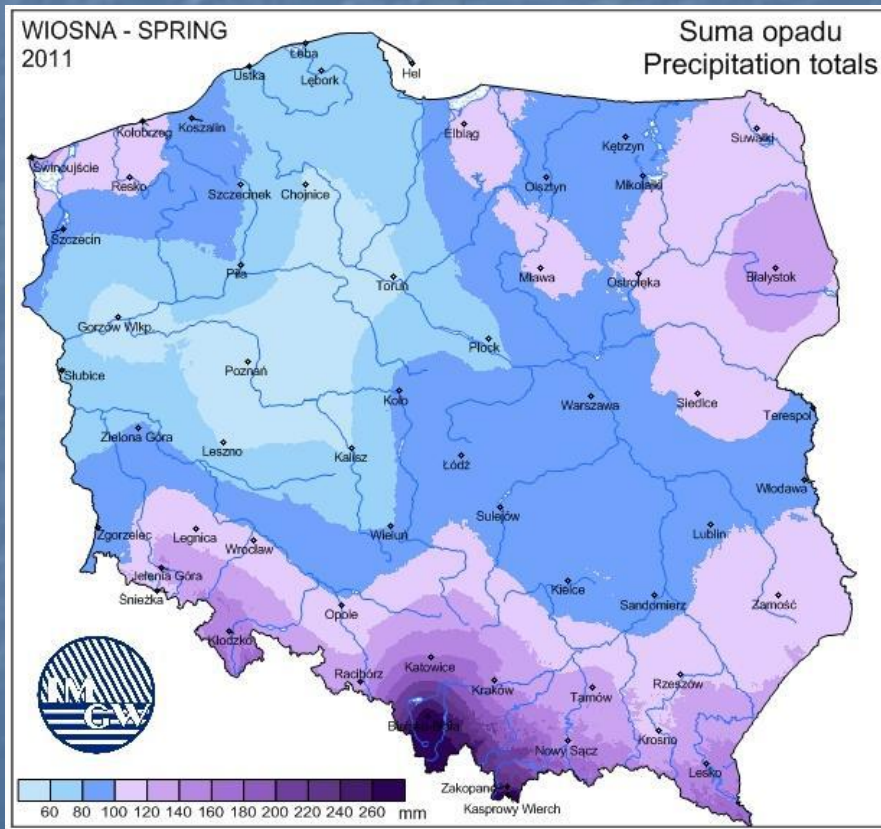 WIOSNA - SPRING
2011
Suma opadu
Precipitation totals
Łeba
Ustka
Lębork
Hel
Kołobrzeg
Koszalin
Elbląg
Kętrzyn
Suwałki
Świnoujście
Resko
Szczecinek
Chojnice
Olsztyn
Mikołajki
Szczecin
Piła
Toruń
Mława
Ostrołęka
Białystok
Gorzów Wlkp.
Płock
Słubice
Poznań
Koło
Warszawa
Siedlce
Terespol
Zielona Góra
Leszno
Kalisz
Łódź
Włodawa
Sulejów
Zgorzelec
Legnica
Wrocław
Wieluń
Lublin
Jelenia Góra
Śnieżka
Opole
Kielce
Sandomierz
Zamość
Kłodzko
Katowice
Racibórz
Kraków
Tarnów
Rzeszów
Bielsko-Biała
Nowy Sącz
Krosno
Lesko
Zakopane
Kasprowy Wierch
IM
GW
60 80 100 120 140 160 180 200 220 240 260 mm